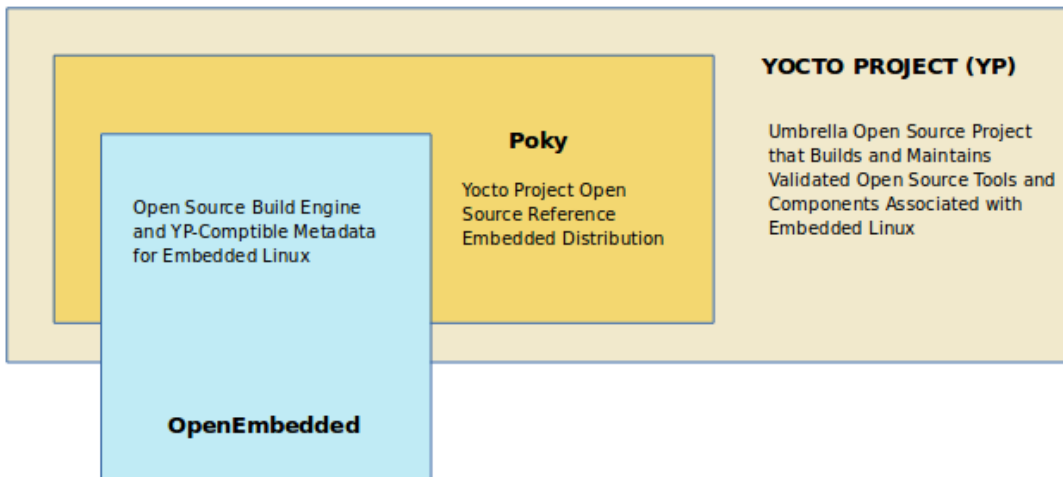 YOCTO PROJECT (YP)
Umbrella Open Source Project
that Builds and Maintains
Validated Open Source Tools and
Components Associated with
Embedded Linux
Poky
Yocto Project Open
Source Reference
Embedded Distribution
Open Source Build Engine
and YP-Comptible Metadata
for Embedded Linux
OpenEmbedded